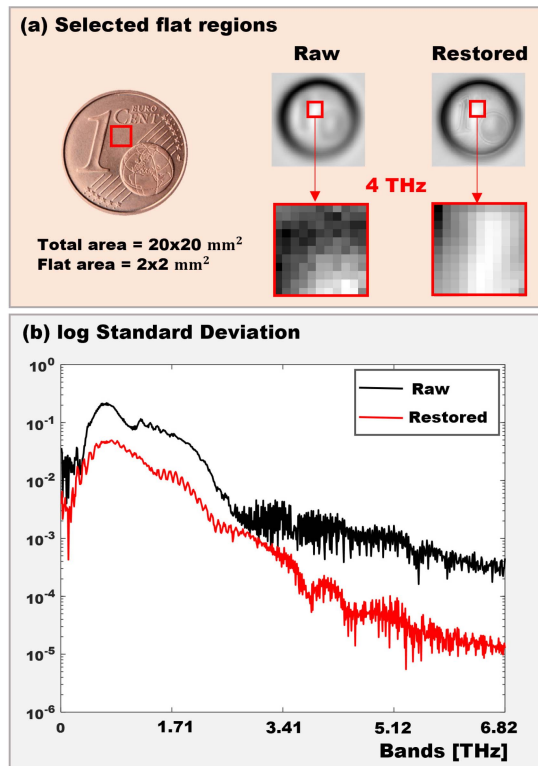 (a) Selected flat regions
Raw
Restored
1
EURO
CENT
4 THz
Total area = 20x20 mm²
Flat area = 2x2 mm²
(b) log Standard Deviation
10⁰
10⁻¹
10⁻²
10⁻³
10⁻⁴
10⁻⁵
10⁻⁶
Raw
Restored
0
1.71
3.41
5.12
6.82
Bands [THz]